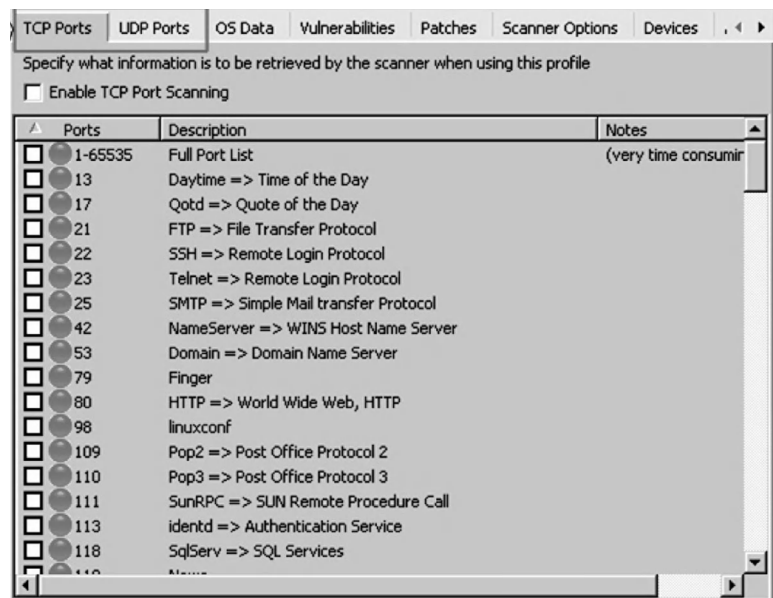 TCP Ports UDP Ports OS Data Vulnerabilities Patches Scanner Options Devices
Specify what information is to be retrieved by the scanner when using this profile
Enable TCP Port Scanning
Ports Description Notes
1-65535 Full Port List (very time consumin
13 Daytime => Time of the Day
17 Qotd => Quote of the Day
21 FTP => File Transfer Protocol
22 SSH => Remote Login Protocol
23 Telnet => Remote Login Protocol
25 SMTP => Simple Mail transfer Protocol
42 NameServer => WINS Host Name Server
53 Domain => Domain Name Server
79 Finger
80 HTTP => World Wide Web, HTTP
98 linuxconf
109 Pop2 => Post Office Protocol 2
110 Pop3 => Post Office Protocol 3
111 SunRPC => SUN Remote Procedure Call
113 identd => Authentication Service
118 SqlServ => SQL Services